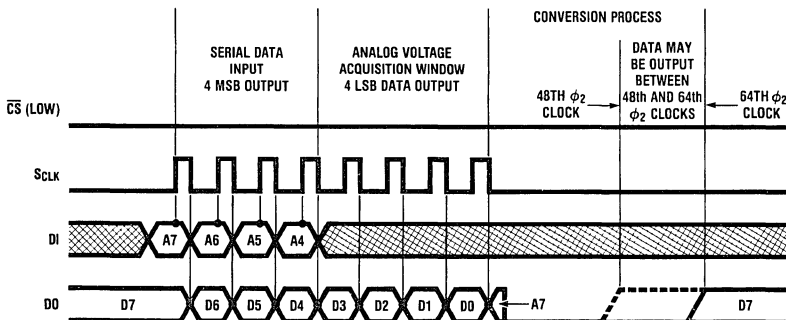 CONVERSION PROCESS
SERIAL DATA
INPUT
4 MSB OUTPUT
ANALOG VOLTAGE
ACQUISITION WINDOW
4 LSB DATA OUTPUT
DATA MAY
BE OUTPUT
BETWEEN
48th AND 64th
ϕ2 CLOCKS
48TH ϕ2
CLOCK
64TH ϕ2
CLOCK
CS (LOW)
SCLK
DI
A7 A6 A5 A4
DO
D7 D6 D5 D4 D3 D2 D1 D0 A7 D7